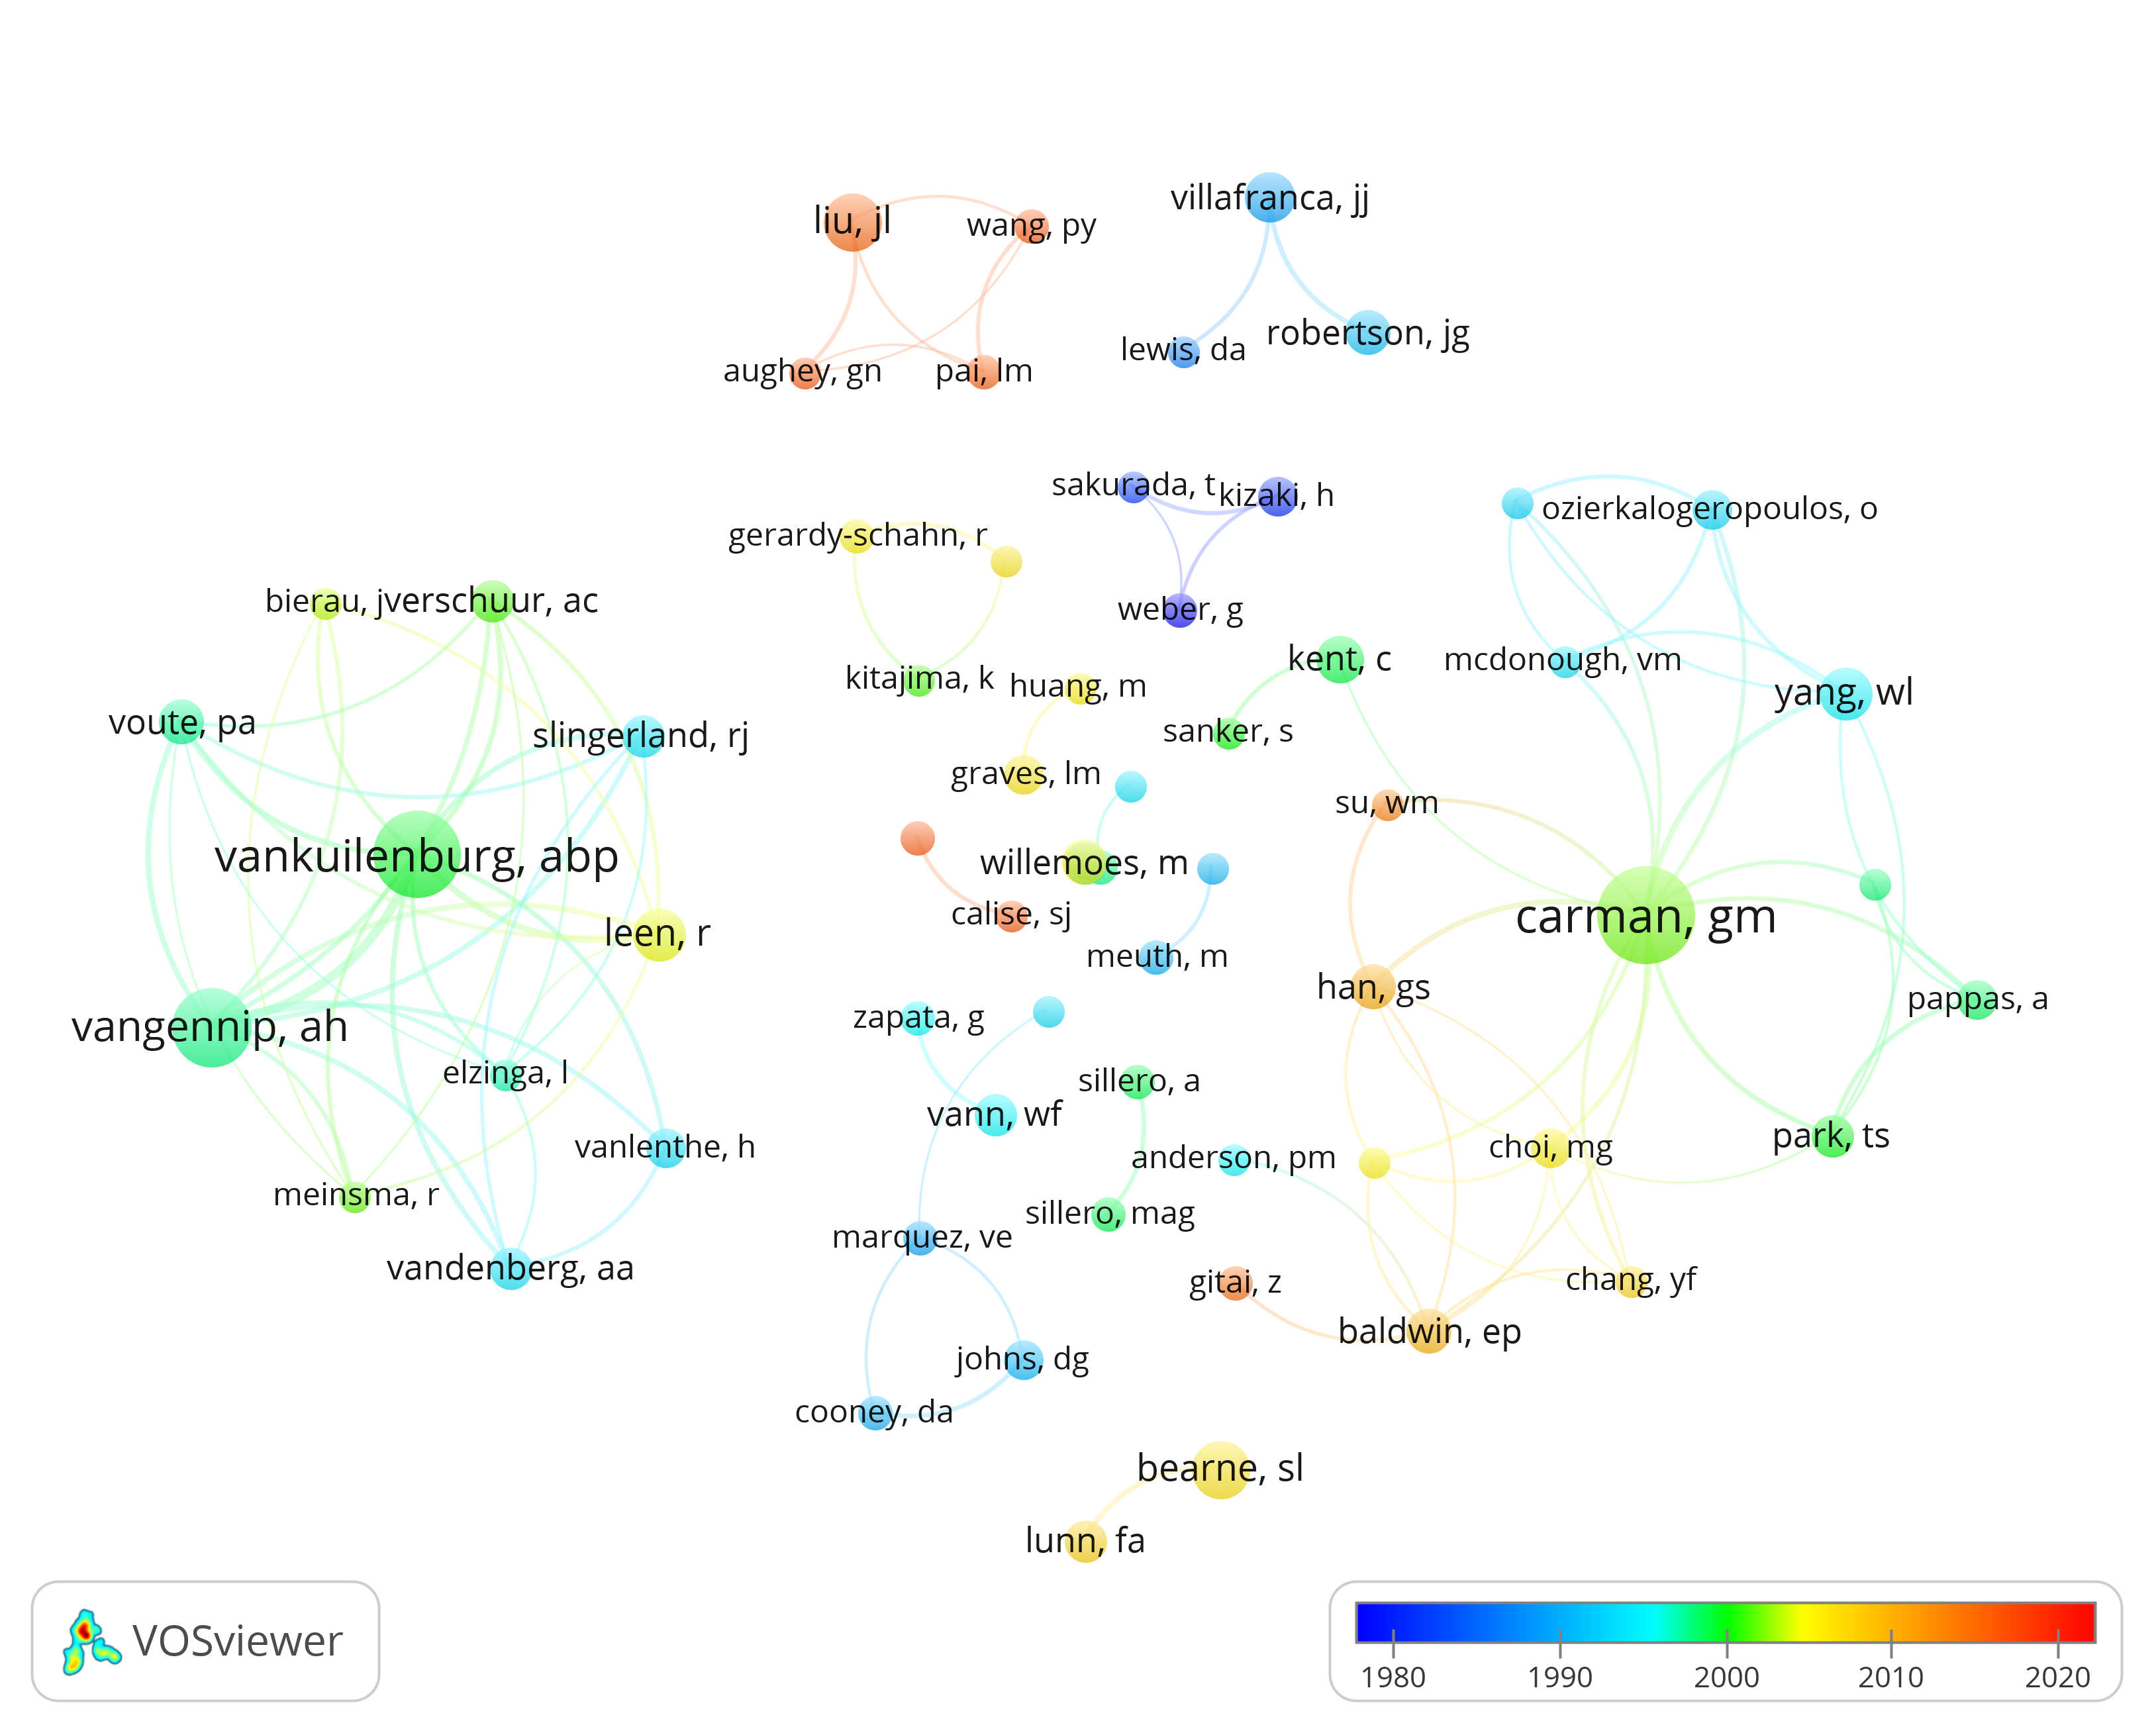 villafranca, jj
liu, jl
wang, py
robertson, jg
lewis, da
aughey, gn
pai, lm
sakurada, t
kizaki, h
ozierkalogeropoulos, o
gerardy-schahn, r
bierau, j
verschuur, ac
weber, g
kent, c
mcdonough, vm
kitajima, k
huang, m
yang, wl
voute, pa
slingerland, rj
sanker, s
graves, lm
su, wm
vankuilenburg, abp
willemoes, m
calise, sj
carman, gm
leen, r
meuth, m
han, gs
pappas, a
vangennip, ah
zapata, g
elzinga, l
sillero, a
vann, wf
vanlenthe, h
anderson, pm
choi, mg
park, ts
meinsma, r
sillero, mag
marquez, ve
vandenberg, aa
gitai, z
chang, yf
baldwin, ep
johns, dg
cooney, da
bearne, sl
lunn, fa
VOSviewer
1980 1990 2000 2010 2020